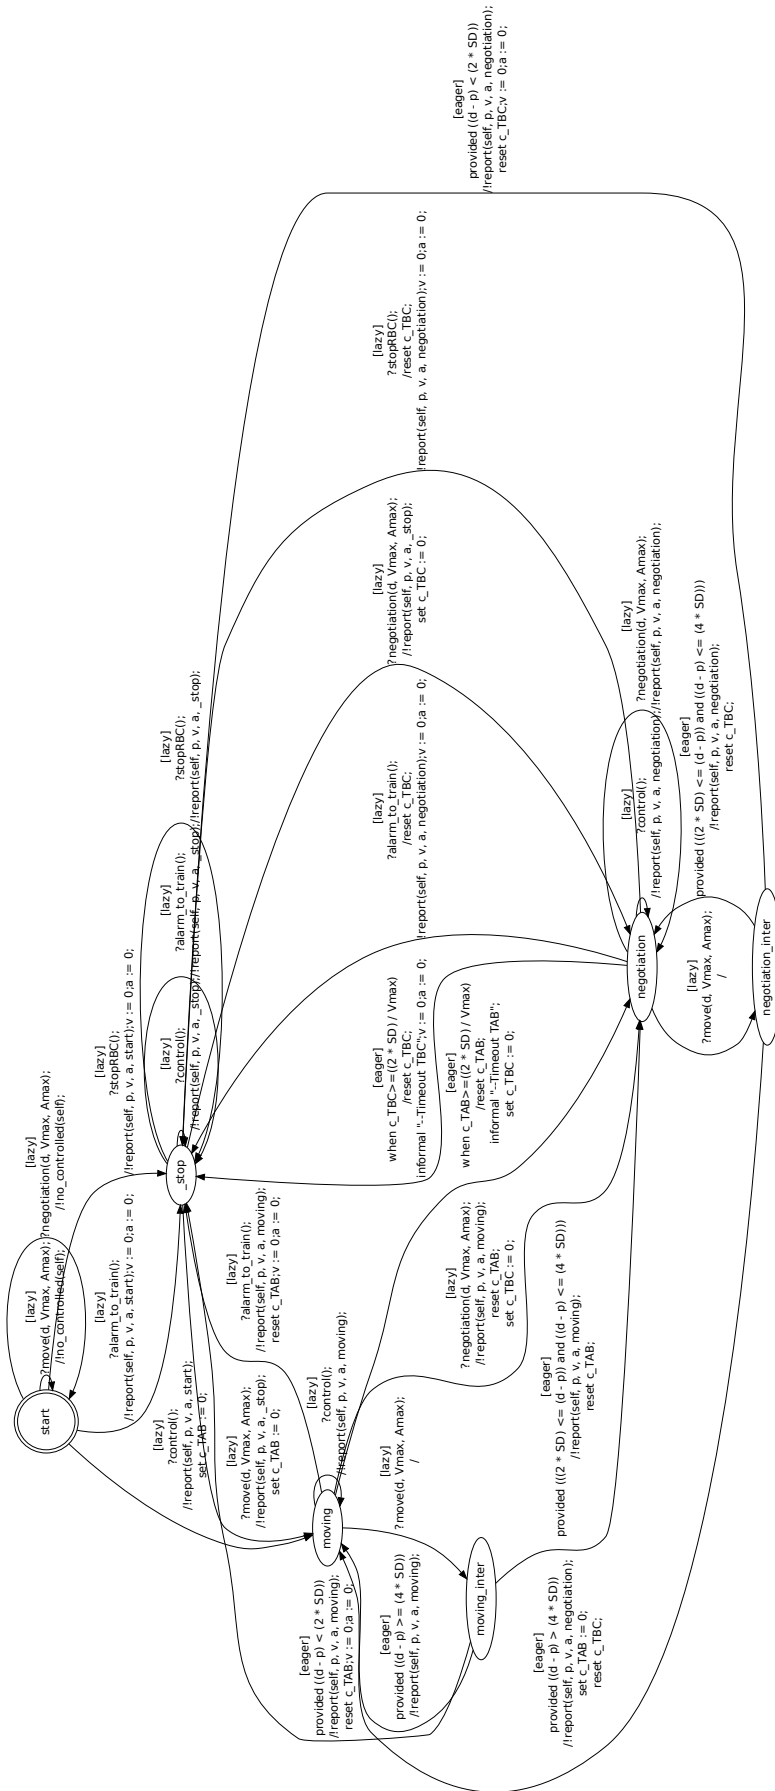 [eager]
provided ((d - p) < (2 * SD))
/!report(self, p, v, a, negotiation);
reset c_TBC;v := 0;a := 0;
[lazy]
?stopRBC();
/reset c_TBC;
!report(self, p, v, a, negotiation);v := 0;a := 0;
[lazy]
?negotiation(d, Vmax, Amax);
/!report(self, p, v, a, _stop);
set c_TBC := 0;
[lazy]
?negotiation(d, Vmax, Amax);
/!report(self, p, v, a, negotiation);
[lazy]
?control();
/!report(self, p, v, a, negotiation);
[eager]
provided (((2 * SD) <= (d - p)) and ((d - p) <= (4 * SD)))
/!report(self, p, v, a, negotiation);
reset c_TBC;
[lazy]
?stopRBC();
/!report(self, p, v, a, _stop);
[lazy]
?alarm_to_train();
/!report(self, p, v, a, _stop);
[lazy]
?control();
/!report(self, p, v, a, _stop);
[lazy]
?alarm_to_train();
/reset c_TBC;
!report(self, p, v, a, negotiation);v := 0;a := 0;
[lazy]
?move(d, Vmax, Amax);
/
negotiation
negotiation_inter
[lazy]
?stopRBC();
/!report(self, p, v, a, start);v := 0;a := 0;
[eager]
when c_TBC>=((2 * SD) / Vmax)
/reset c_TBC;
informal "--Timeout TBC";v := 0;a := 0;
[eager]
when c_TAB>=((2 * SD) / Vmax)
/reset c_TAB;
informal "--Timeout TAB";
set c_TBC := 0;
_stop
[lazy]
?negotiation(d, Vmax, Amax);
/!no_controlled(self);
[lazy]
?move(d, Vmax, Amax);
/!no_controlled(self);
[lazy]
?alarm_to_train();
/!report(self, p, v, a, start);v := 0;a := 0;
[lazy]
?alarm_to_train();
/!report(self, p, v, a, moving);
reset c_TAB;v := 0;a := 0;
[lazy]
?negotiation(d, Vmax, Amax);
/!report(self, p, v, a, moving);
reset c_TAB;
set c_TBC := 0;
[eager]
provided (((2 * SD) <= (d - p)) and ((d - p) <= (4 * SD)))
/!report(self, p, v, a, moving);
reset c_TAB;
start
[lazy]
?control();
/!report(self, p, v, a, start);
set c_TAB := 0;
[lazy]
?move(d, Vmax, Amax);
/!report(self, p, v, a, _stop);
set c_TAB := 0;
[lazy]
?control();
/!report(self, p, v, a, moving);
[lazy]
?move(d, Vmax, Amax);
/
moving
moving_inter
[eager]
provided ((d - p) < (2 * SD))
/!report(self, p, v, a, moving);
reset c_TAB;v := 0;a := 0;
[eager]
provided ((d - p) >= (4 * SD))
/!report(self, p, v, a, moving);
[eager]
provided ((d - p) > (4 * SD))
/!report(self, p, v, a, negotiation);
set c_TAB := 0;
reset c_TBC;